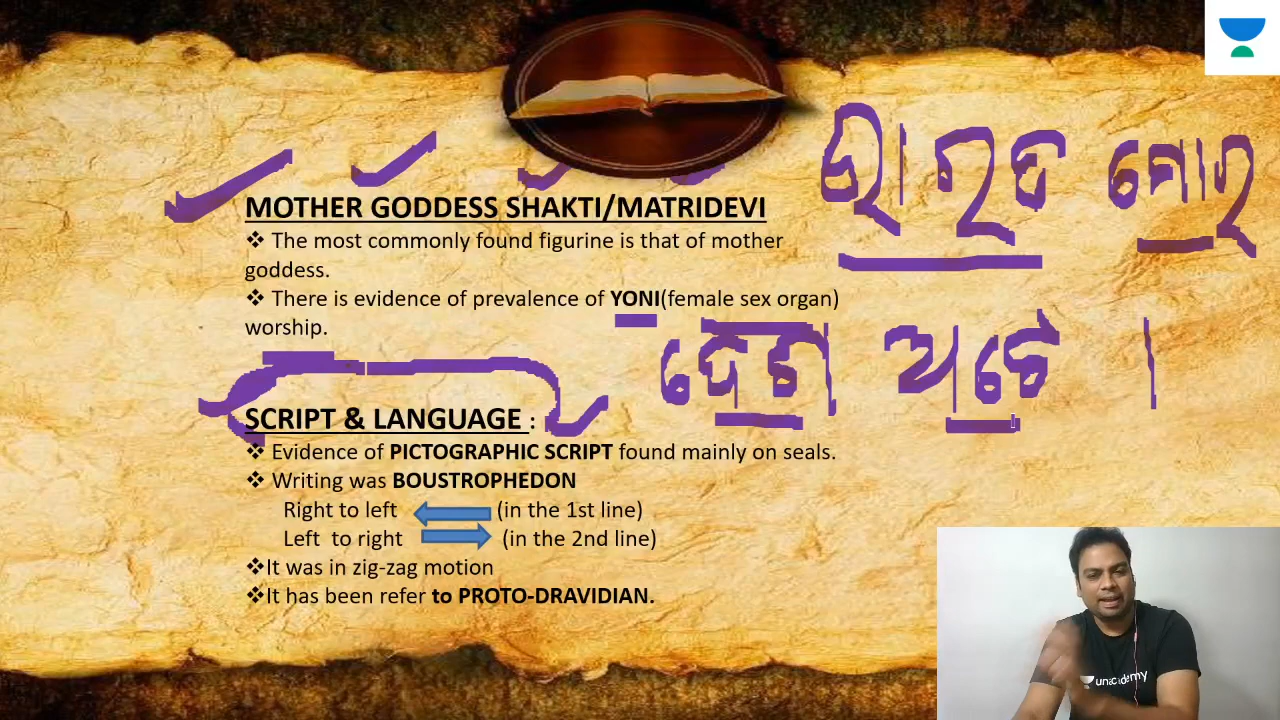 MOTHER GODDESS SHAKTI/MATRIDEVI
❖ The most commonly found figurine is that of mother
goddess.
❖ There is evidence of prevalence of YONI(female sex organ)
worship.
ଭାରତ ମୋର
ଦେଶ ଅଟେ ।
SCRIPT & LANGUAGE :
❖ Evidence of PICTOGRAPHIC SCRIPT found mainly on seals.
❖ Writing was BOUSTROPHEDON
Right to left (in the 1st line)
Left to right (in the 2nd line)
❖It was in zig-zag motion
❖It has been refer to PROTO-DRAVIDIAN.
unacademy